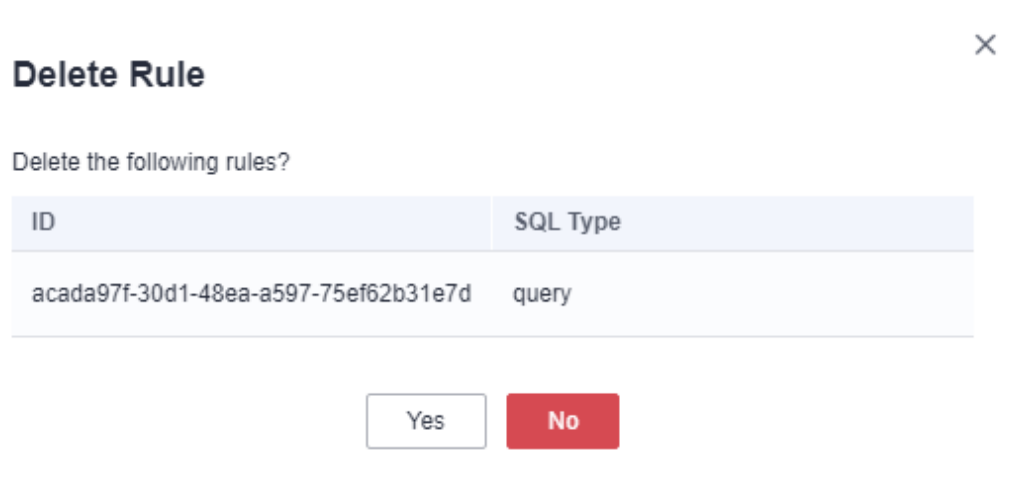 Delete Rule
Delete the following rules?
ID SQL Type
acada97f-30d1-48ea-a597-75ef62b31e7d query
Yes No